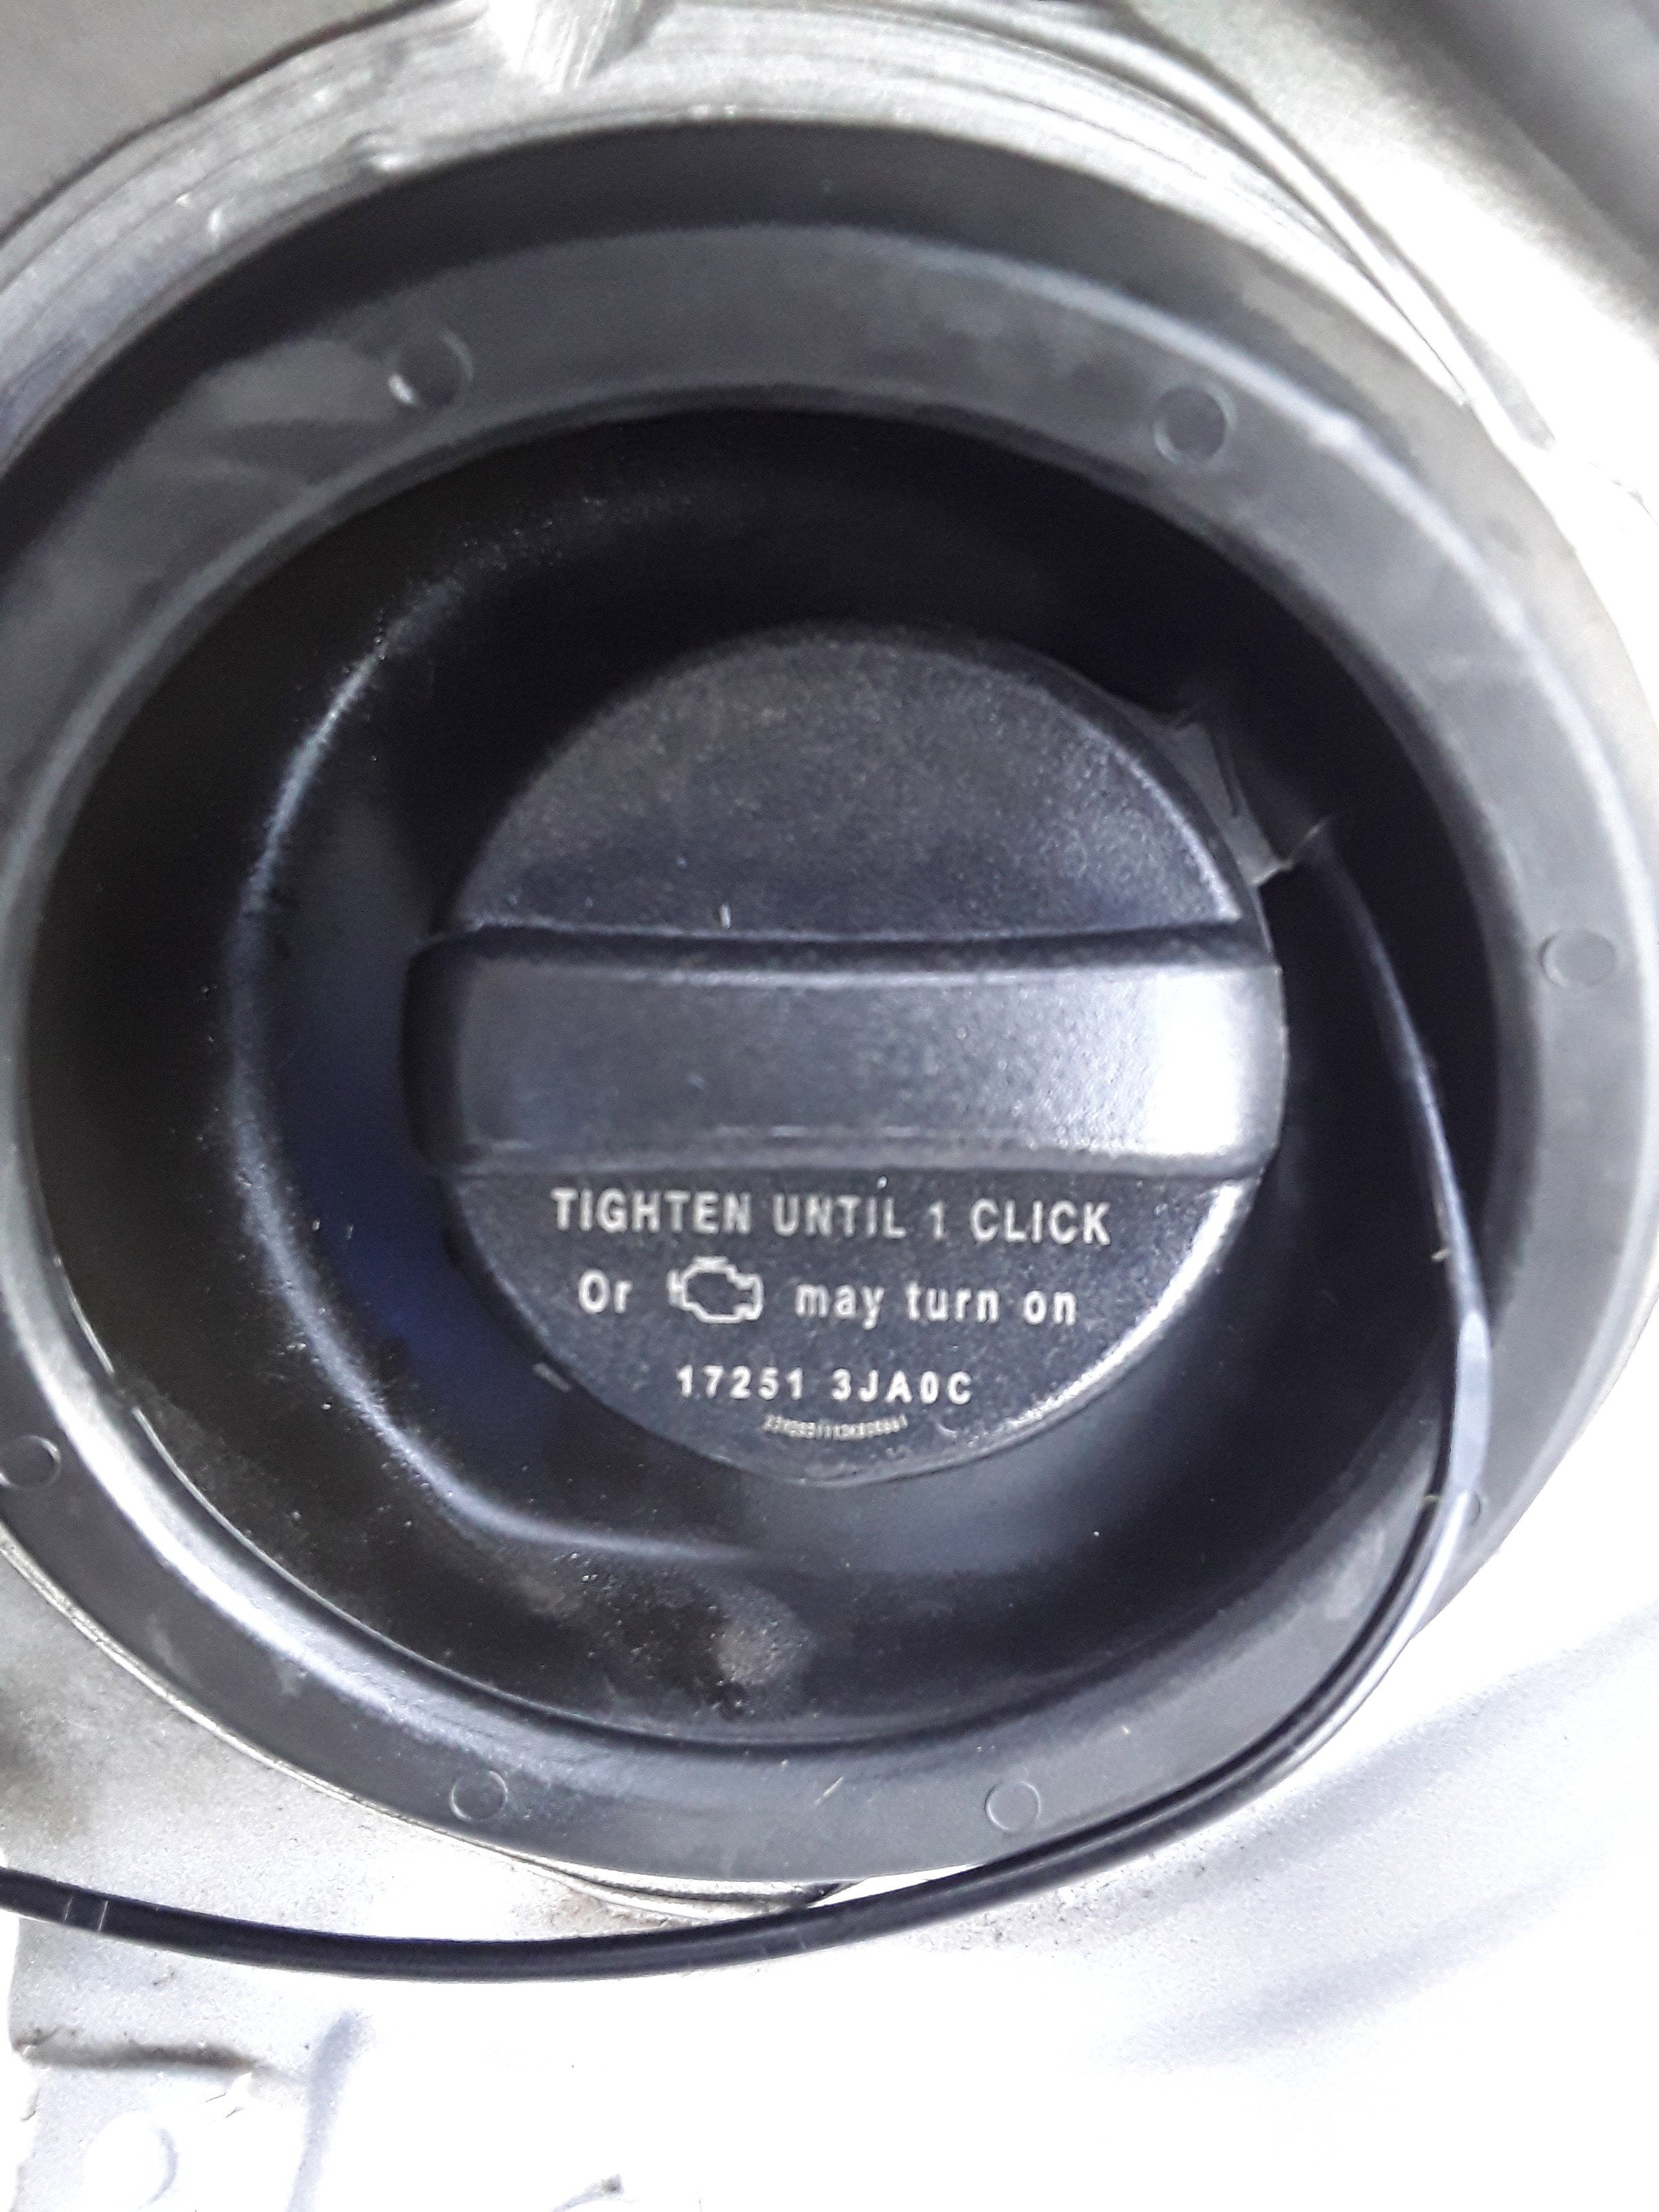 TIGHTEN UNTIL 1 CLICK
Or may turn on
17251 3JA0C